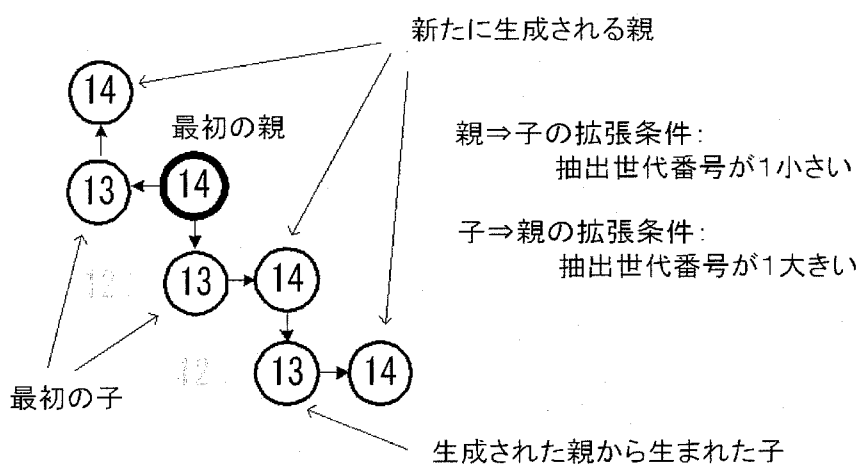 新たに生成される親
14
最初の親
親⇒子の拡張条件:
抽出世代番号が1小さい
13
14
子⇒親の拡張条件:
抽出世代番号が1大きい
12
13
14
12
13
14
最初の子
生成された親から生まれた子